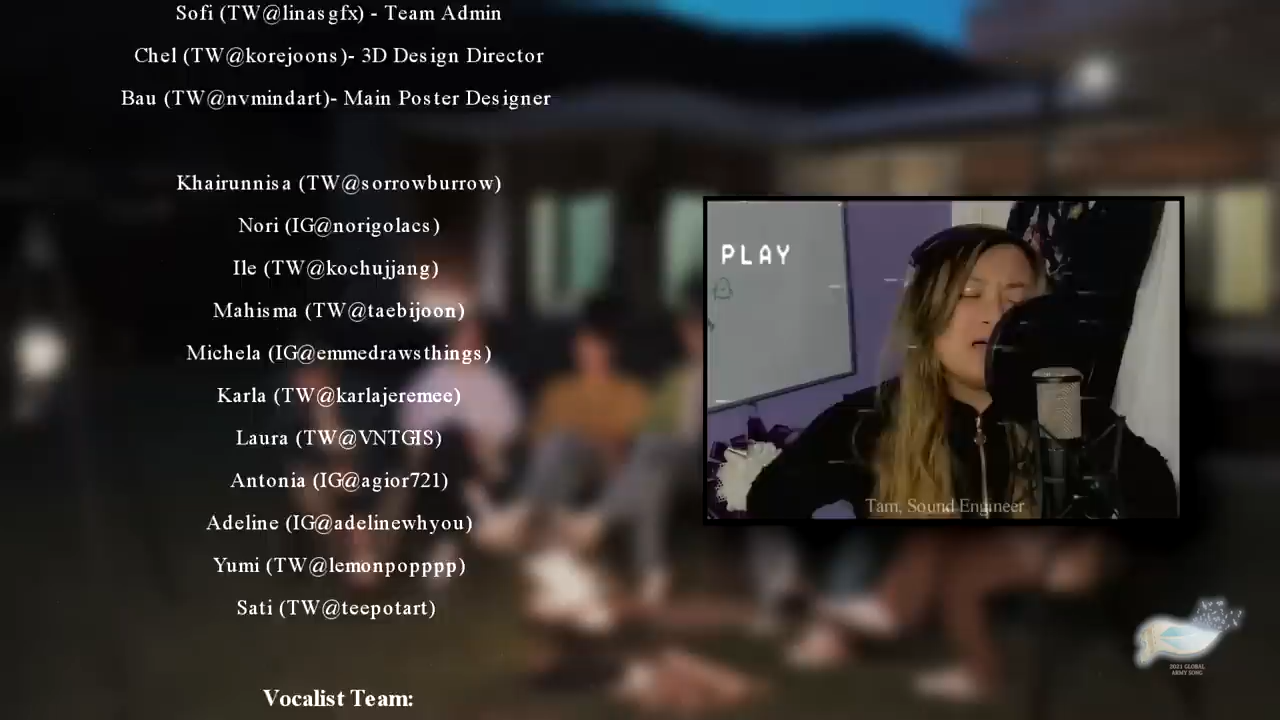 Sofi (TW@linasgfx) - Team Admin
Chel (TW@korejoons)- 3D Design Director
Bau (TW@nvmindart)- Main Poster Designer
Khairunnisa (TW@sorrowburrow)
Nori (IG@norigolacs)
Ile (TW@kochujjang)
Mahisma (TW@taebijoon)
Michela (IG@emmedrawsthings)
Karla (TW@karlajeremee)
Laura (TW@VNTGIS)
Antonia (IG@agior721)
Adeline (IG@adelinewhyou)
Yumi (TW@lemonpopppp)
Sati (TW@teepotart)
Vocalist Team:
PLAY
Tam, Sound Engineer
2021 GLOBAL
ARMY SONG